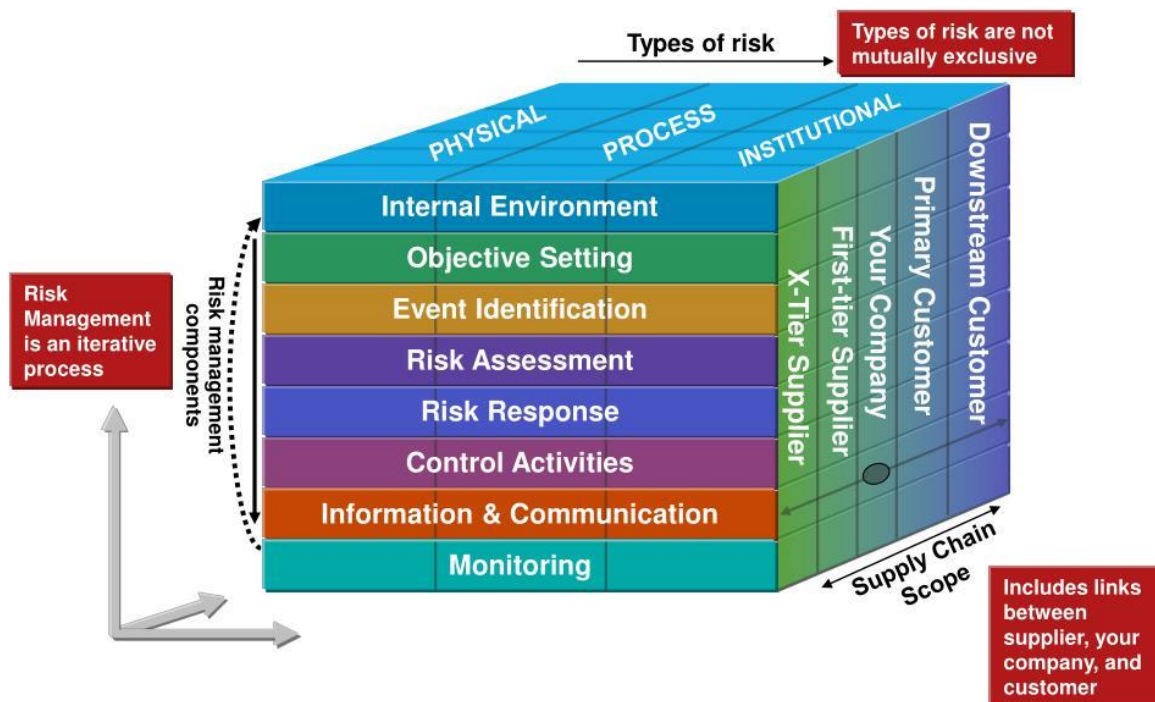 Types of risk
Types of risk are not
mutually exclusive
PHYSICAL
PROCESS
INSTITUTIONAL
Internal Environment
Objective Setting
Event Identification
Risk Assessment
Risk Response
Control Activities
Information & Communication
Monitoring
Risk management
components
Risk
Management
is an iterative
process
X-Tier Supplier
First-tier Supplier
Your Company
Primary Customer
Downstream Customer
Supply Chain
Scope
Includes links
between
supplier, your
company, and
customer